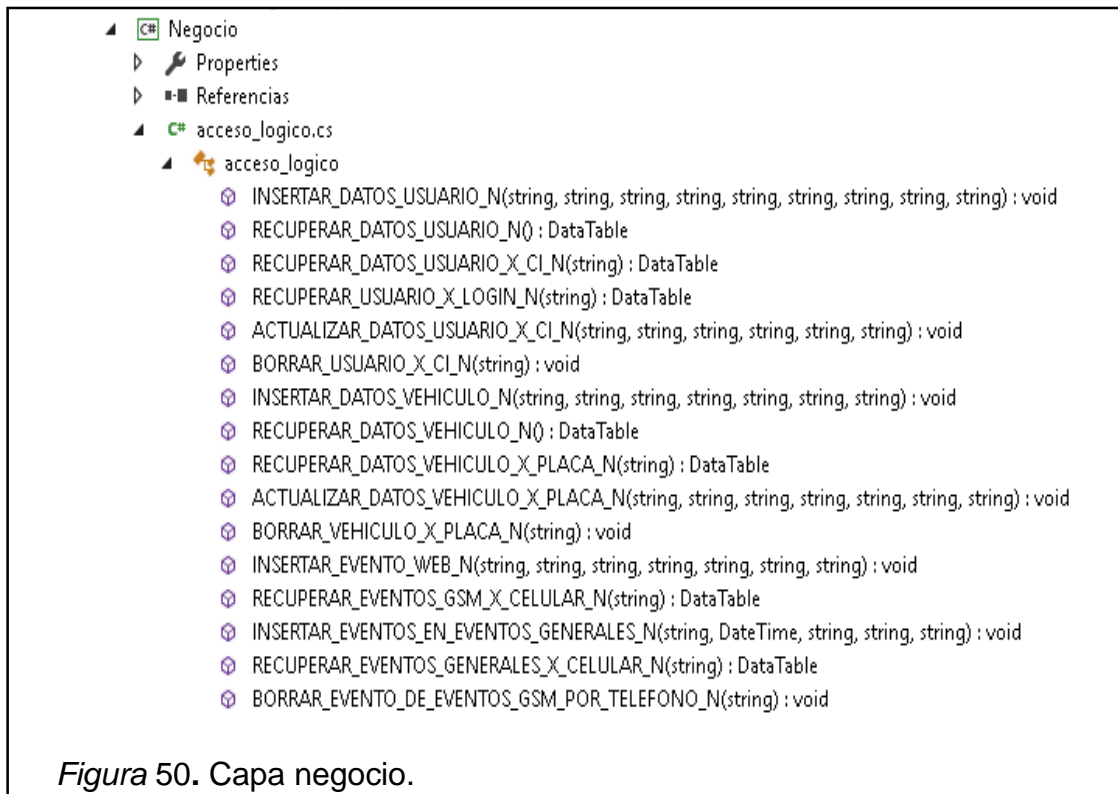 C# Negocio
Properties
Referencias
C# acceso_logico.cs
acceso_logico
INSERTAR_DATOS_USUARIO_N(string, string, string, string, string, string, string, string, string) : void
RECUPERAR_DATOS_USUARIO_N() : DataTable
RECUPERAR_DATOS_USUARIO_X_CI_N(string) : DataTable
RECUPERAR_USUARIO_X_LOGIN_N(string) : DataTable
ACTUALIZAR_DATOS_USUARIO_X_CI_N(string, string, string, string, string, string) : void
BORRAR_USUARIO_X_CI_N(string) : void
INSERTAR_DATOS_VEHICULO_N(string, string, string, string, string, string, string) : void
RECUPERAR_DATOS_VEHICULO_N() : DataTable
RECUPERAR_DATOS_VEHICULO_X_PLACA_N(string) : DataTable
ACTUALIZAR_DATOS_VEHICULO_X_PLACA_N(string, string, string, string, string, string, string) : void
BORRAR_VEHICULO_X_PLACA_N(string) : void
INSERTAR_EVENTO_WEB_N(string, string, string, string, string, string, string) : void
RECUPERAR_EVENTOS_GSM_X_CELULAR_N(string) : DataTable
INSERTAR_EVENTOS_EN_EVENTOS_GENERALES_N(string, DateTime, string, string, string) : void
RECUPERAR_EVENTOS_GENERALES_X_CELULAR_N(string) : DataTable
BORRAR_EVENTO_DE_EVENTOS_GSM_POR_TELEFONO_N(string) : void
Figura 50. Capa negocio.